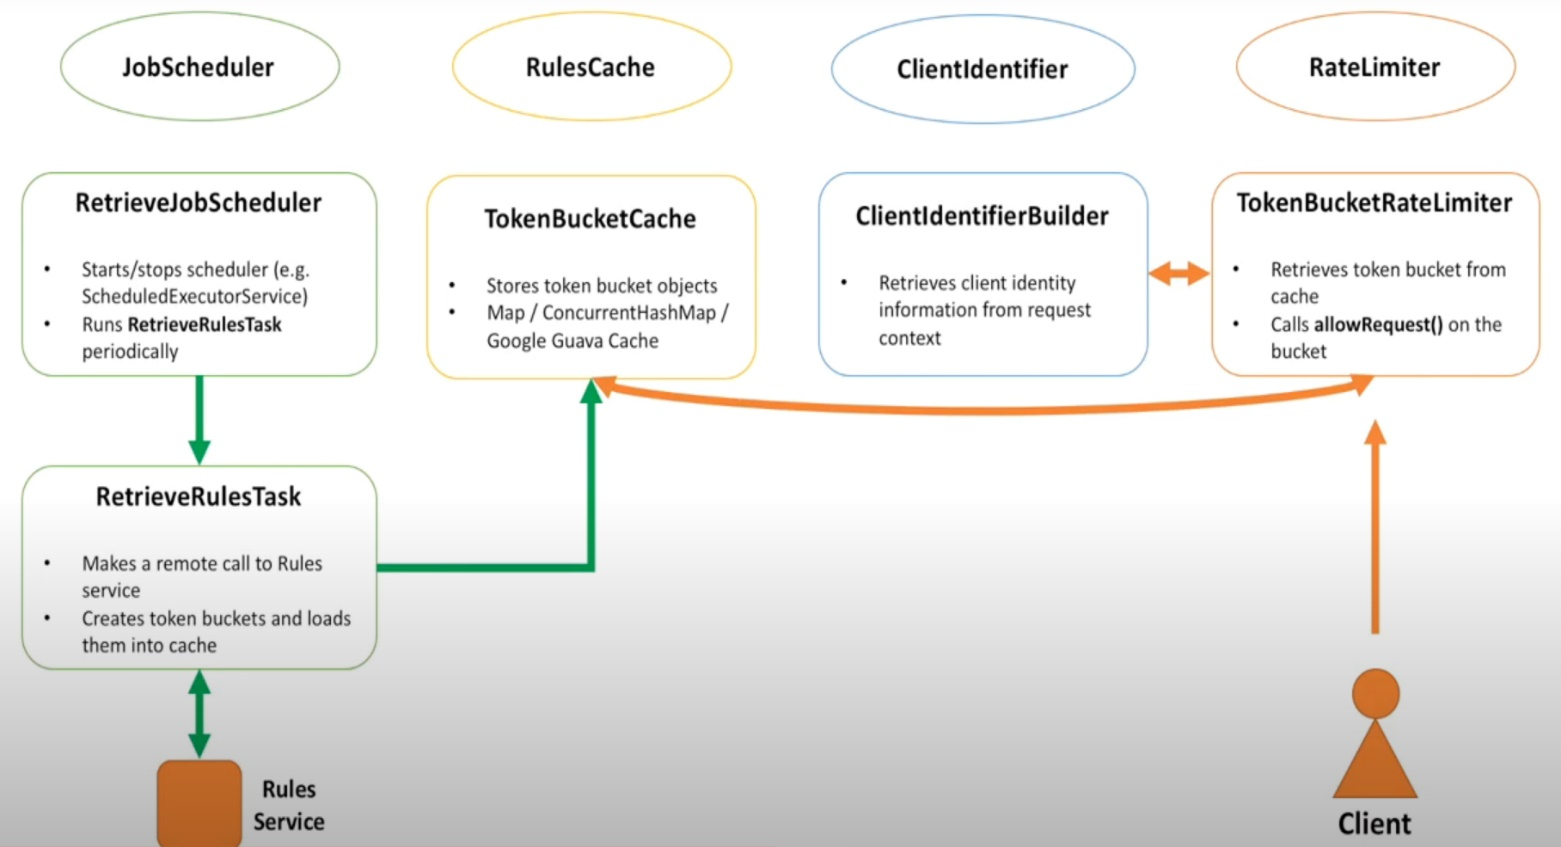 JobScheduler
RulesCache
ClientIdentifier
RateLimiter
RetrieveJobScheduler
• Starts/stops scheduler (e.g.
ScheduledExecutorService)
• Runs RetrieveRulesTask
periodically
TokenBucketCache
• Stores token bucket objects
• Map / ConcurrentHashMap /
Google Guava Cache
ClientIdentifierBuilder
• Retrieves client identity
information from request
context
TokenBucketRateLimiter
• Retrieves token bucket from
cache
• Calls allowRequest() on the
bucket
RetrieveRulesTask
• Makes a remote call to Rules
service
• Creates token buckets and loads
them into cache
Rules
Service
Client